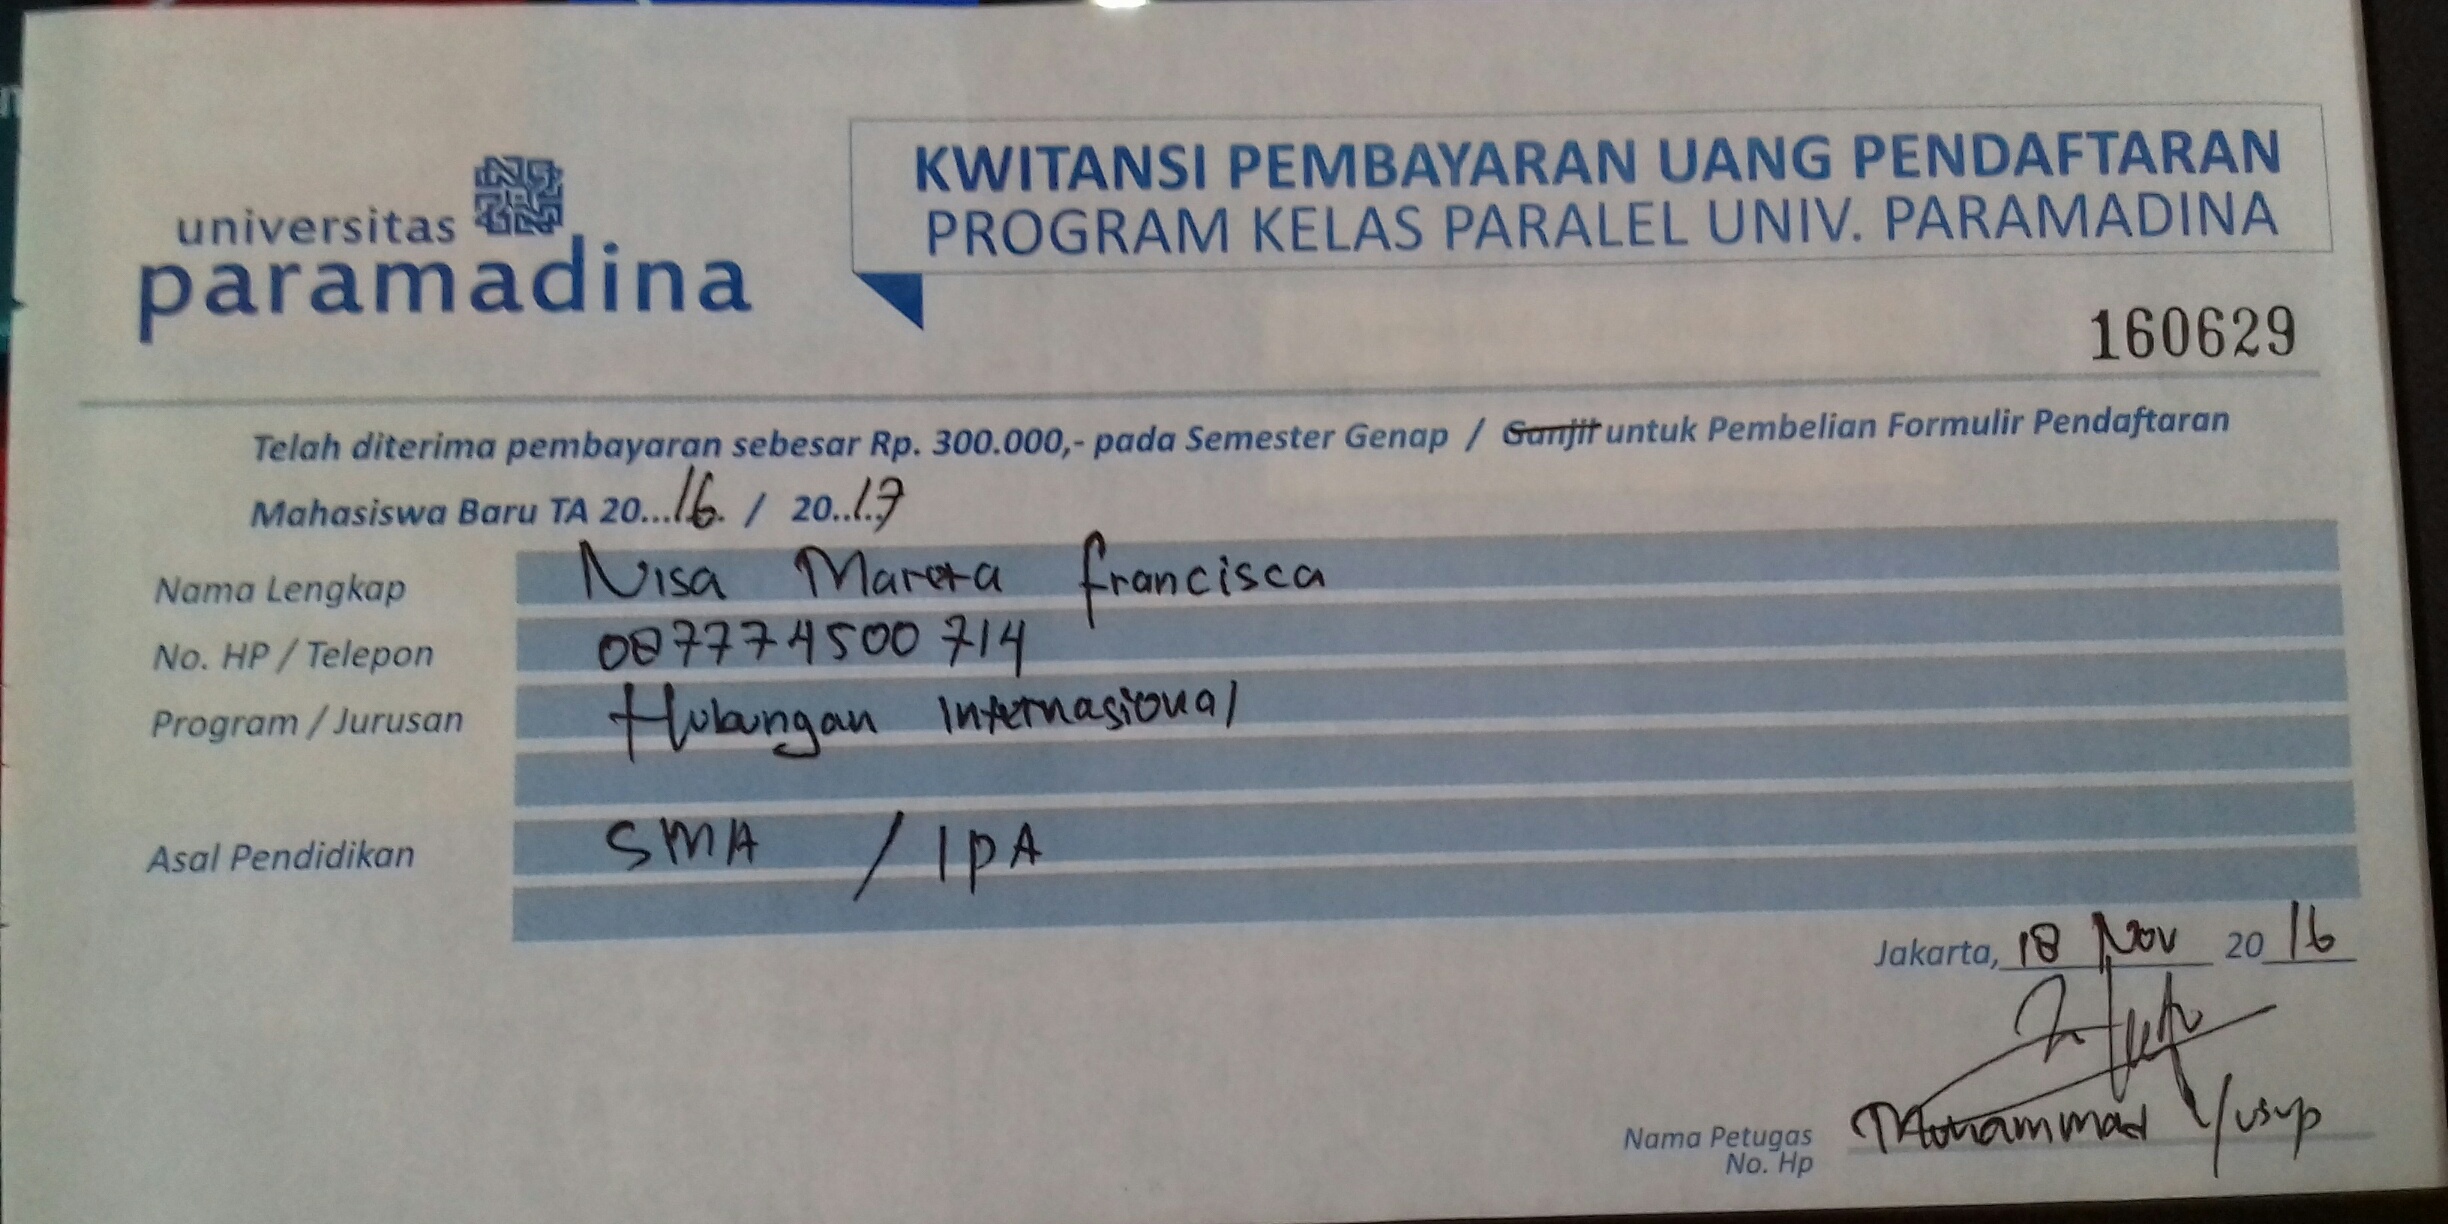 universitas
paramadina
KWITANSI PEMBAYARAN UANG PENDAFTARAN
PROGRAM KELAS PARALEL UNIV. PARAMADINA
160629
Telah diterima pembayaran sebesar Rp. 300.000,- pada Semester Genap / Ganjil untuk Pembelian Formulir Pendaftaran
Mahasiswa Baru TA 20...16. / 20..17
Nama Lengkap Nisa Francisca
No. HP / Telepon 087774500714
Program / Jurusan Hubungan Internasional
Asal Pendidikan SMA / IPA
Jakarta, 18 Nov 20 16
Nama Petugas Muhammad Yusup
No. Hp